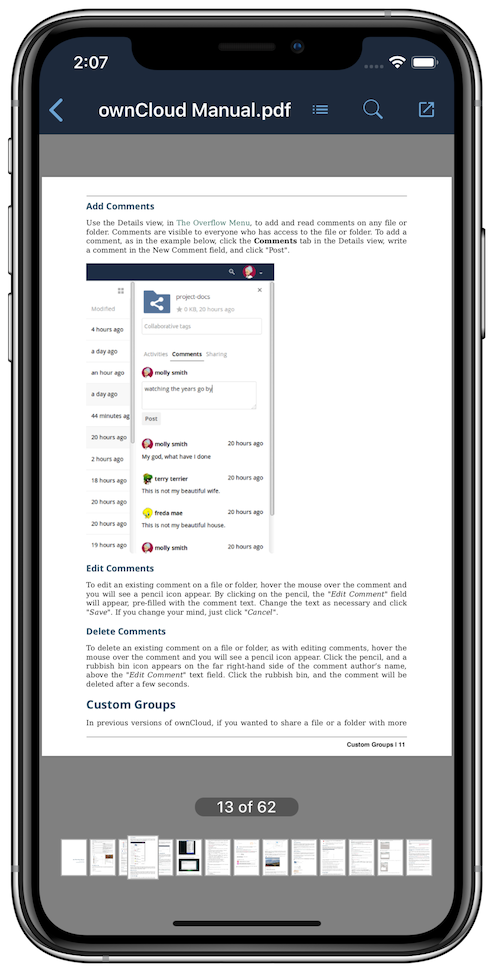 2:07
ownCloud Manual.pdf
Add Comments
Use the Details view, in The Overflow Menu, to add and read comments on any file or
folder. Comments are visible to everyone who has access to the file or folder. To add a
comment, as in the example below, click the Comments tab in the Details view, write
a comment in the New Comment field, and click "Post".
project-docs
0 KB, 20 hours ago
Modified
Collaborative tags
4 hours ago
a day ago
Activities Comments Sharing
an hour ago
molly smith
a day ago
watching the years go by
44 minutes ag
Post
20 hours ago
molly smith 20 hours ago
2 hours ago
My god, what have I done
18 hours ago
terry terrier 20 hours ago
This is not my beautiful wife.
20 hours ago
freda mae 20 hours ago
20 hours ago
This is not my beautiful house.
19 hours ago
molly smith 20 hours ago
Edit Comments
To edit an existing comment on a file or folder, hover the mouse over the comment and
you will see a pencil icon appear. By clicking on the pencil, the "Edit Comment" field
will appear, pre-filled with the comment text. Change the text as necessary and click
"Save". If you change your mind, just click "Cancel".
Delete Comments
To delete an existing comment on a file or folder, as with editing comments, hover the
mouse over the comment and you will see a pencil icon appear. Click the pencil, and a
rubbish bin icon appears on the far right-hand side of the comment author's name,
above the "Edit Comment" text field. Click the rubbish bin, and the comment will be
deleted after a few seconds.
Custom Groups
In previous versions of ownCloud, if you wanted to share a file or a folder with more
Custom Groups | 11
13 of 62